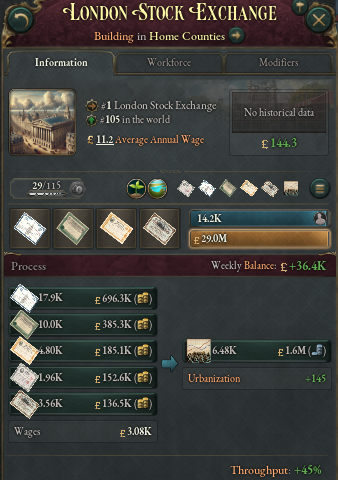 LONDON STOCK EXCHANGE
Building in Home Counties
Information
Workforce
Modifiers
#1 London Stock Exchange
#105 in the world
£ 11.2 Average Annual Wage
No historical data
£ 144.3
29/115
14.2K
£ 29.0M
Process
Weekly Balance: £ +36.4K
17.9K £ 696.3K
10.0K £ 385.3K
4.80K £ 185.1K
1.96K £ 152.6K
3.56K £ 136.5K
6.48K £ 1.6M
Urbanization +145
Wages £ 3.08K
Throughput: +45%